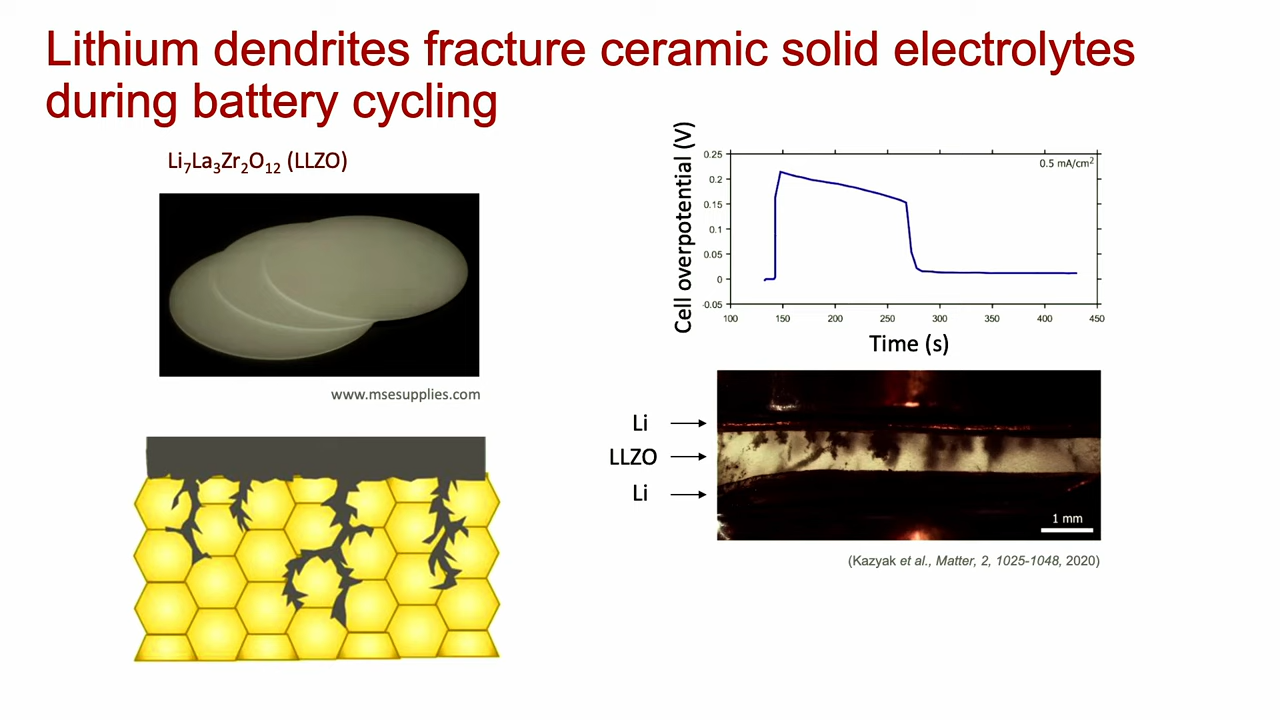 Lithium dendrites fracture ceramic solid electrolytes
during battery cycling
Li₇La₃Zr₂O₁₂ (LLZO)
www.msesupplies.com
Cell overpotential (V)
0.25
0.2
0.15
0.1
0.05
0
-0.05
0.5 mA/cm²
100 150 200 250 300 350 400 450
Time (s)
Li
LLZO
Li
1 mm
(Kazyak et al., Matter, 2, 1025-1048, 2020)